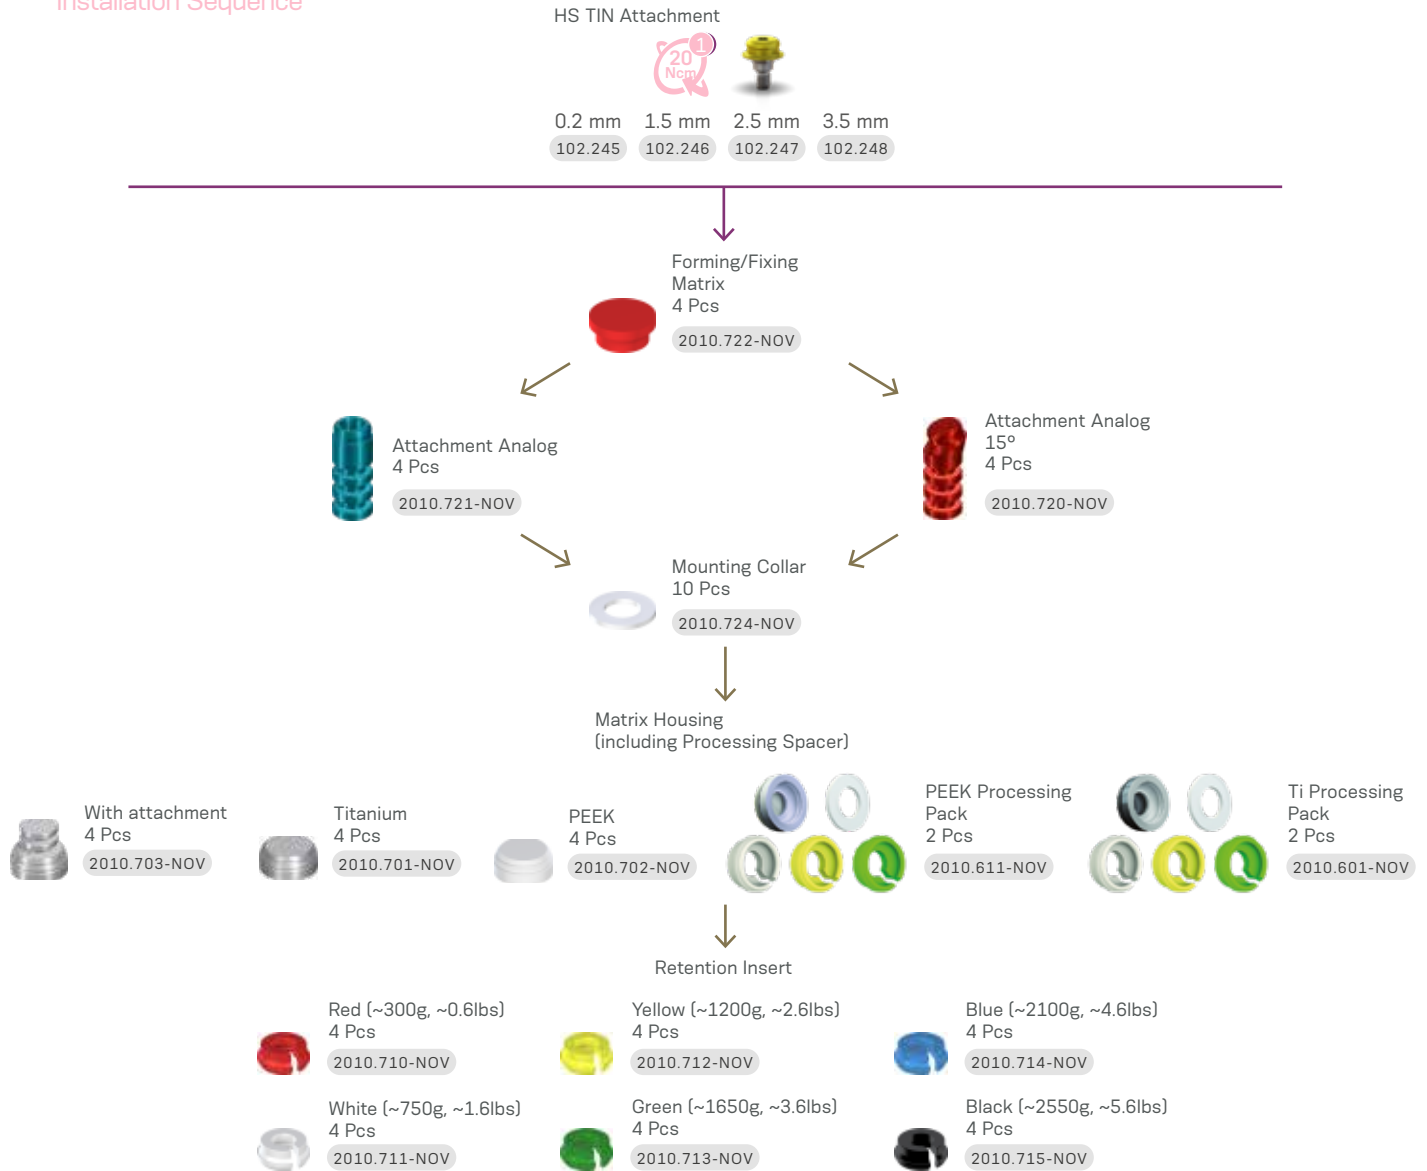 Installation Sequence
HS TIN Attachment
1
20
Ncm
0.2 mm 1.5 mm 2.5 mm 3.5 mm
102.245 102.246 102.247 102.248
Forming/Fixing
Matrix
4 Pcs
2010.722-NOV
Attachment Analog
4 Pcs
2010.721-NOV
Attachment Analog
15º
4 Pcs
2010.720-NOV
Mounting Collar
10 Pcs
2010.724-NOV
Matrix Housing
(including Processing Spacer)
With attachment
4 Pcs
2010.703-NOV
Titanium
4 Pcs
2010.701-NOV
PEEK
4 Pcs
2010.702-NOV
PEEK Processing
Pack
2 Pcs
2010.611-NOV
Ti Processing
Pack
2 Pcs
2010.601-NOV
Retention Insert
Red (~300g, ~0.6lbs)
4 Pcs
2010.710-NOV
Yellow (~1200g, ~2.6lbs)
4 Pcs
2010.712-NOV
Blue (~2100g, ~4.6lbs)
4 Pcs
2010.714-NOV
White (~750g, ~1.6lbs)
4 Pcs
2010.711-NOV
Green (~1650g, ~3.6lbs)
4 Pcs
2010.713-NOV
Black (~2550g, ~5.6lbs)
4 Pcs
2010.715-NOV